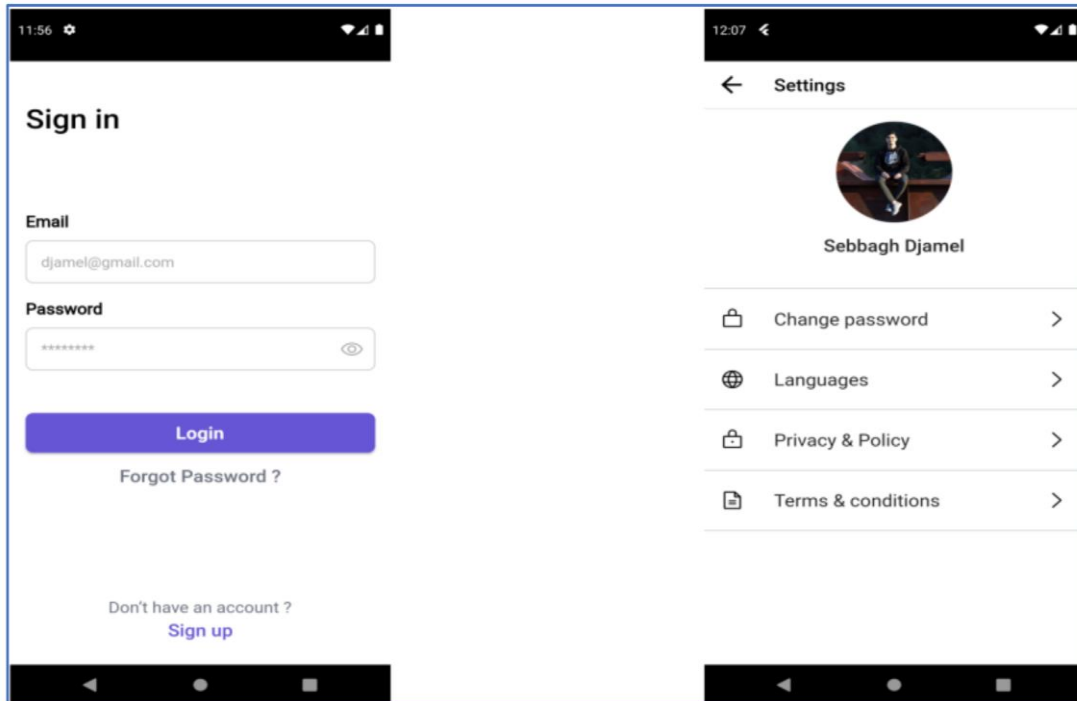 11:56
Sign in
Email
djamel@gmail.com
Password
********
Login
Forgot Password ?
Don't have an account ?
Sign up
12:07
Settings
Sebbagh Djamel
Change password
Languages
Privacy & Policy
Terms & conditions